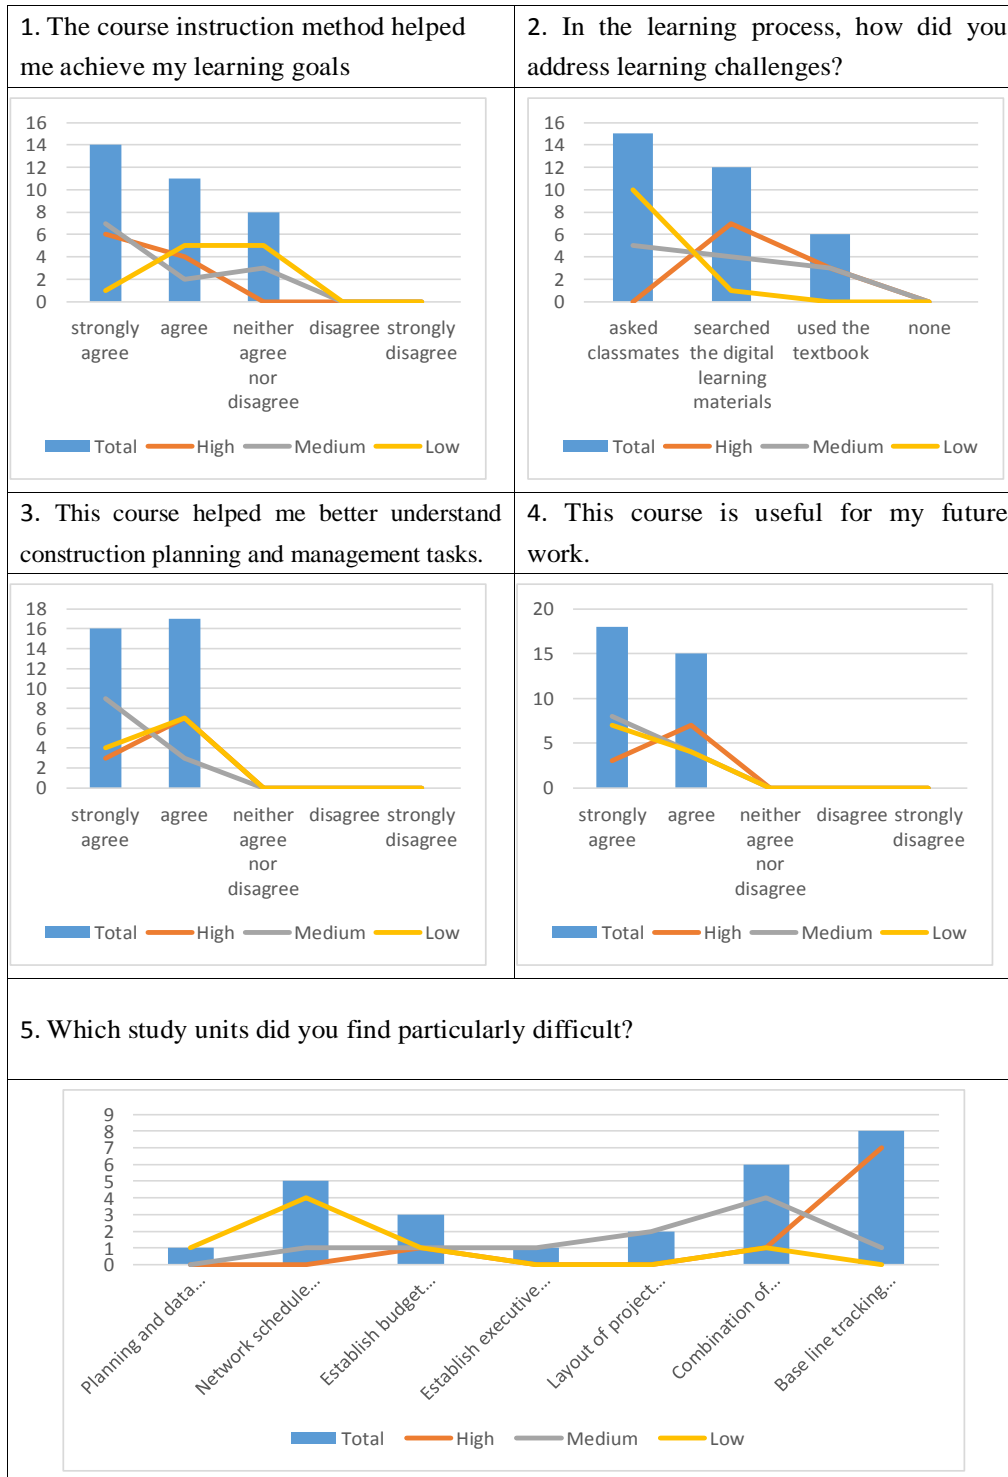 1. The course instruction method helped
me achieve my learning goals
2. In the learning process, how did you
address learning challenges?
16
14
12
10
8
6
4
2
0
strongly
agree
agree
neither
agree
nor
disagree
disagree
strongly
disagree
Total High Medium Low
16
14
12
10
8
6
4
2
0
asked
classmates
searched
the digital
learning
materials
used the
textbook
none
Total High Medium Low
3. This course helped me better understand
construction planning and management tasks.
4. This course is useful for my future
work.
18
16
14
12
10
8
6
4
2
0
strongly
agree
agree
neither
agree
nor
disagree
disagree
strongly
disagree
Total High Medium Low
20
15
10
5
0
strongly
agree
agree
neither
agree
nor
disagree
disagree
strongly
disagree
Total High Medium Low
5. Which study units did you find particularly difficult?
9
8
7
6
5
4
3
2
1
0
Planning and data...
Network schedule...
Establish budget...
Establish executive...
Layout of project...
Combination of...
Base line tracking...
Total High Medium Low